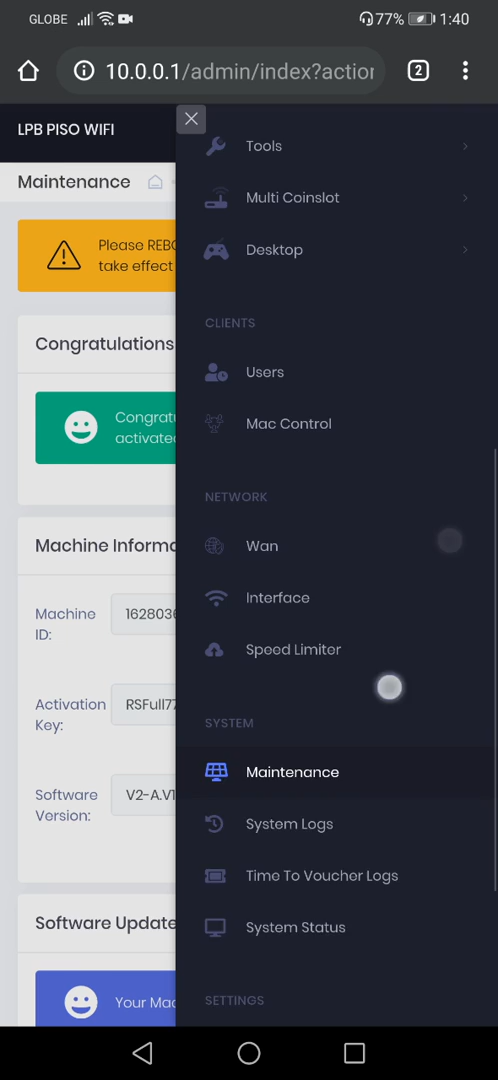 GLOBE
77%
1:40
10.0.0.1/admin/index?action
2
LPB PISO WIFI
Maintenance
Please REBO
take effect
Congratulations
Congratu
activated
Machine Informa
Machine
ID:
1628036
Activation
Key:
RSFull77
Software
Version:
V2-A.V1
Software Update
Your Mac
Tools
Multi Coinslot
Desktop
CLIENTS
Users
Mac Control
NETWORK
Wan
Interface
Speed Limiter
SYSTEM
Maintenance
System Logs
Time To Voucher Logs
System Status
SETTINGS